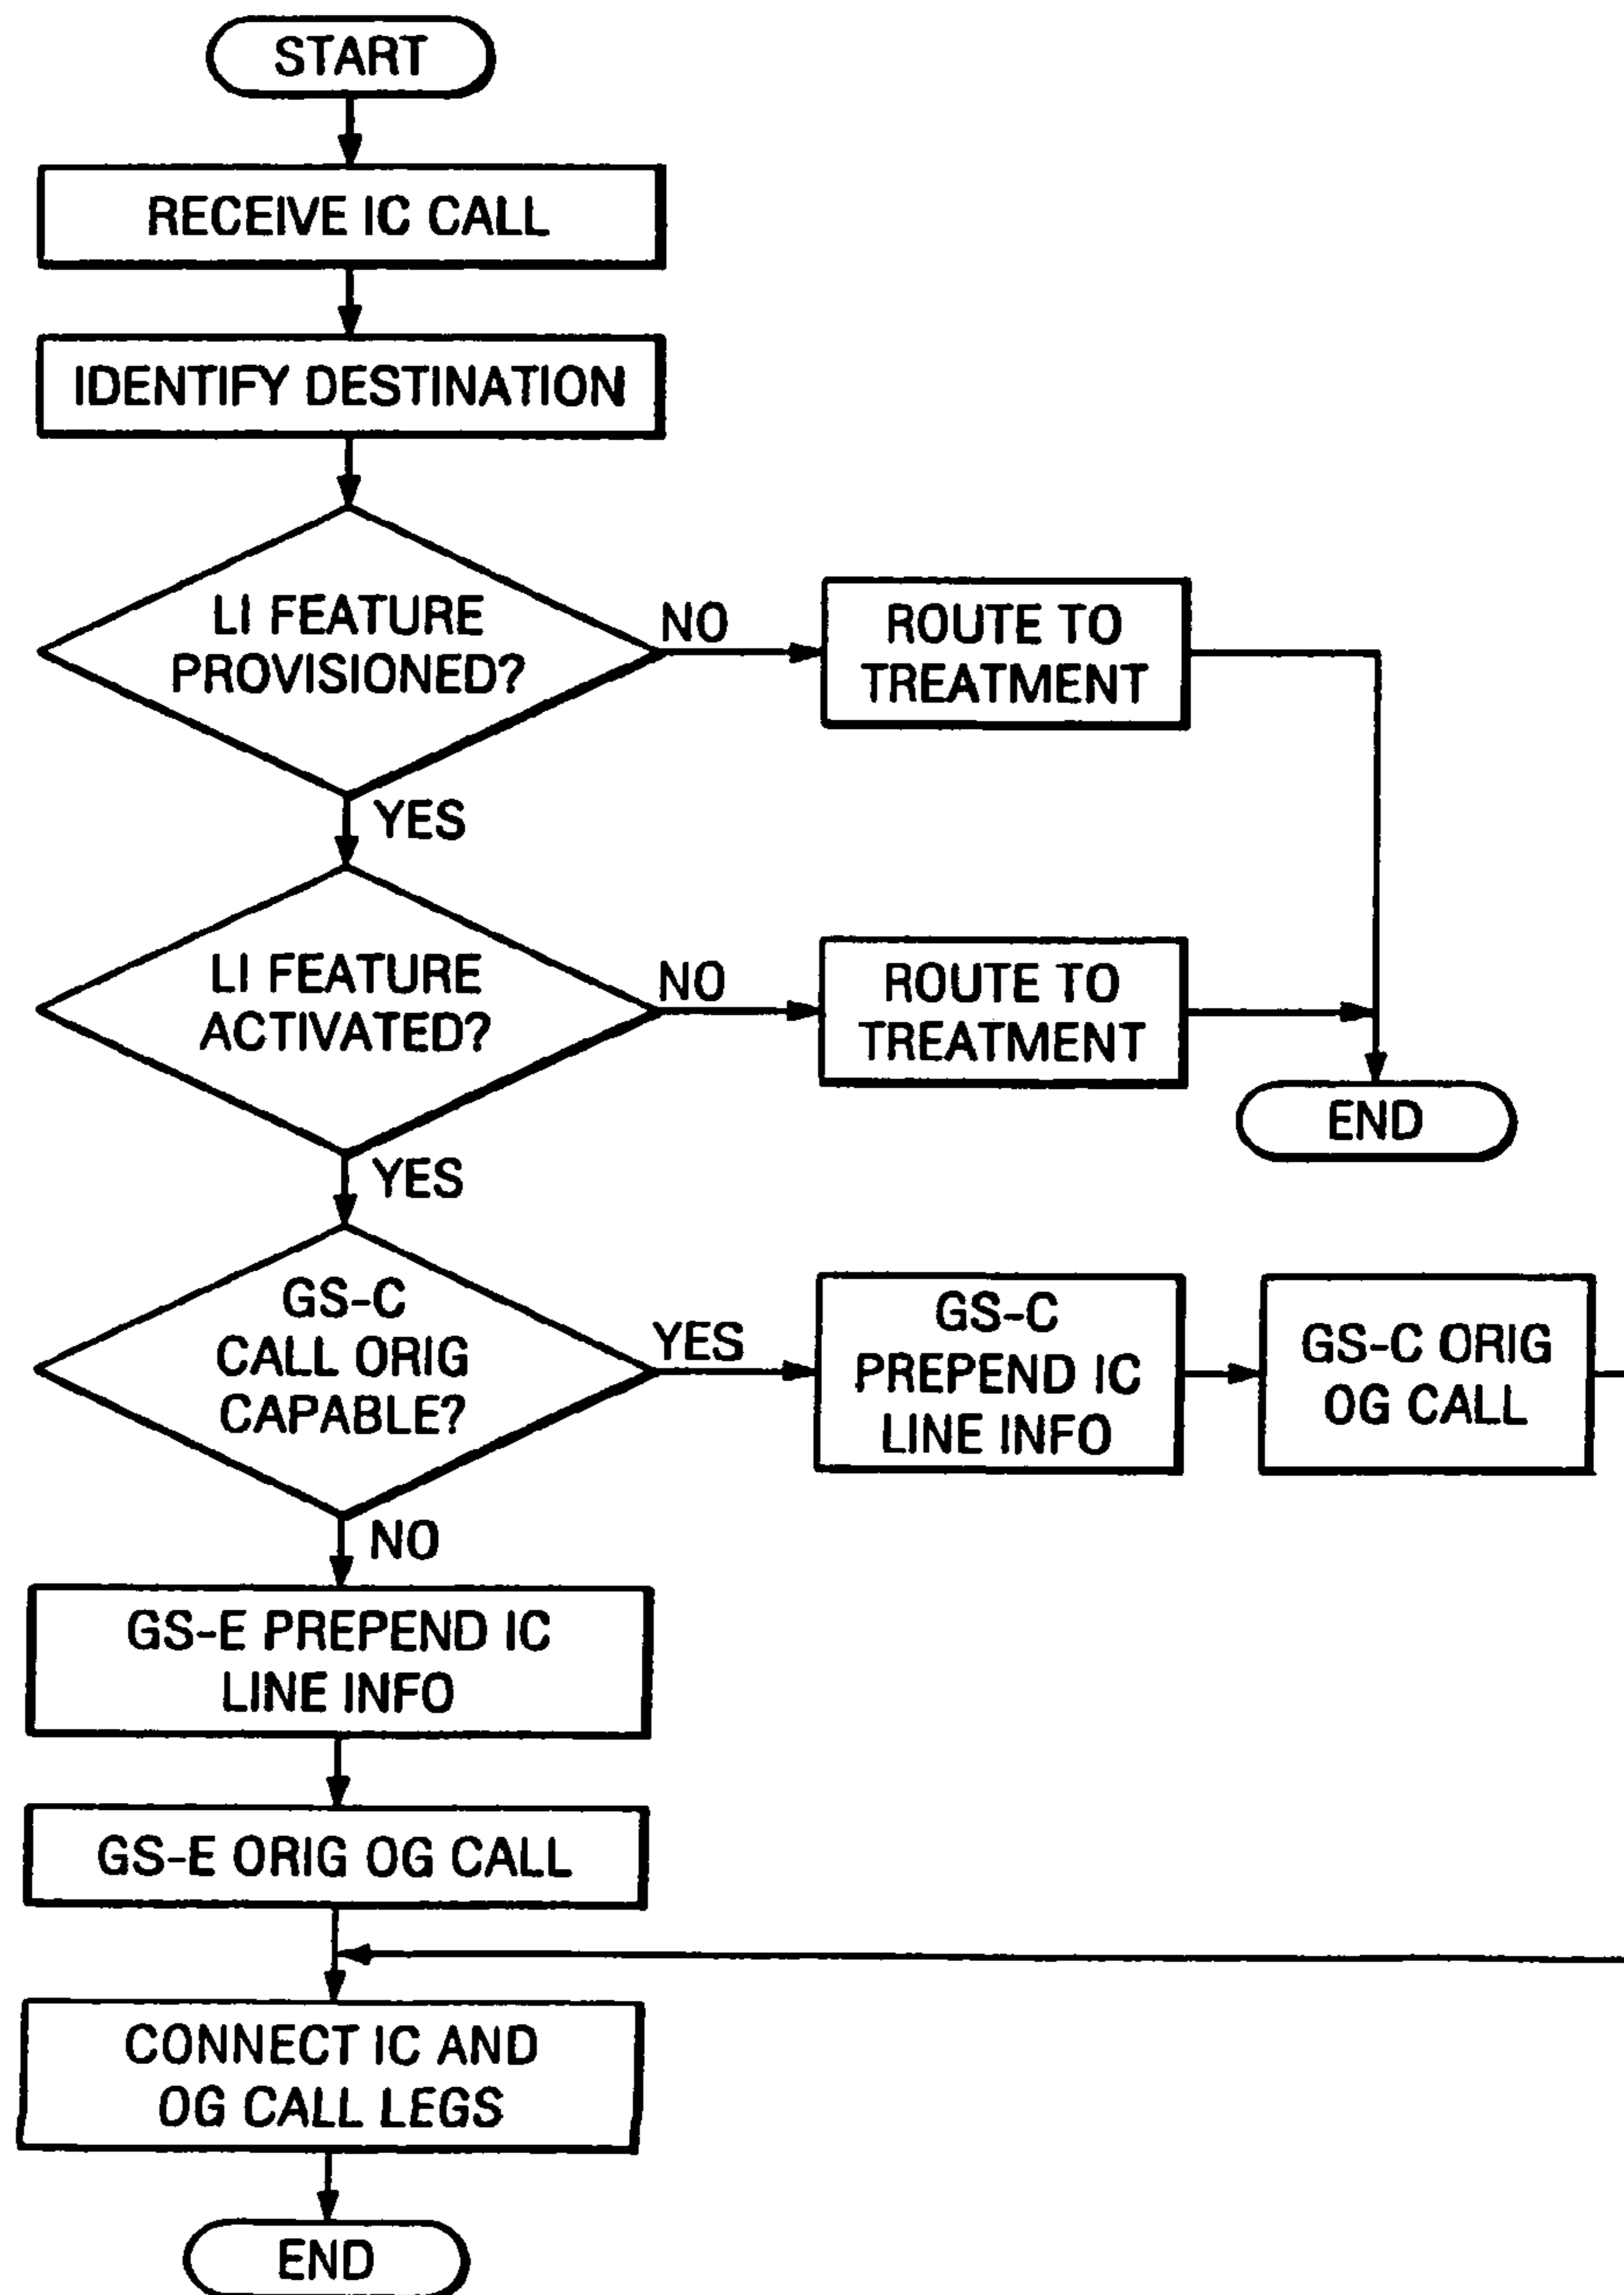 START
RECEIVE IC CALL
IDENTIFY DESTINATION
LI FEATURE
PROVISIONED?
NO
ROUTE TO
TREATMENT
YES
LI FEATURE
ACTIVATED?
NO
ROUTE TO
TREATMENT
END
YES
GS-C
CALL ORIG
CAPABLE?
YES
GS-C
PREPEND IC
LINE INFO
GS-C ORIG
OG CALL
NO
GS-E PREPEND IC
LINE INFO
GS-E ORIG OG CALL
CONNECT IC AND
OG CALL LEGS
END